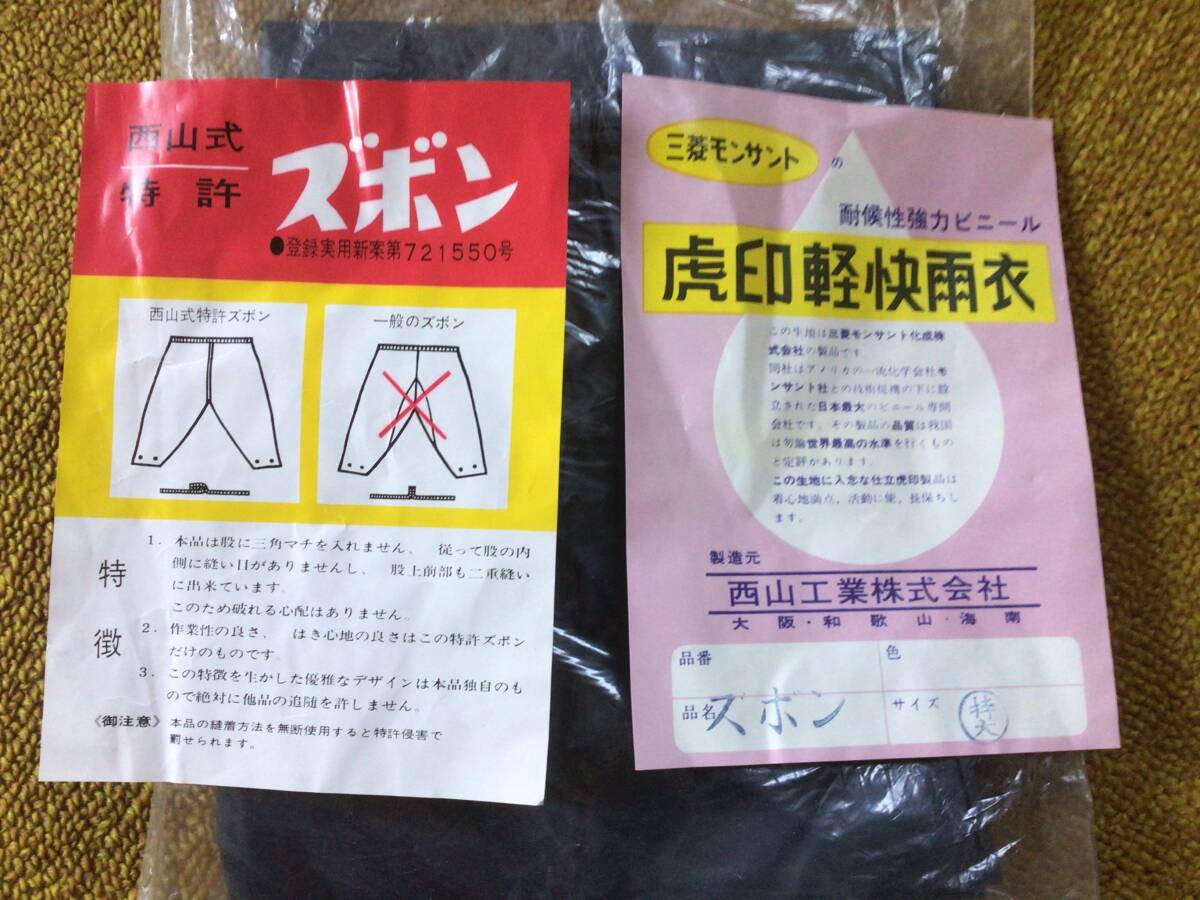 西山式
特許
ズボン
●登録実用新案第721550号
西山式特許ズボン
一般のズボン
特徴
1. 本品は股に三角マチを入れません、 従って股の内
側に縫い目がありませんし、 股上前部も二重縫い
に出来ています。
このため破れる心配はありません。
2. 作業性の良さ、 はき心地の良さはこの特許ズボン
だけのものです。
3. この特徴を生かした優雅なデザインは本品独自のも
ので絶対に他品の追随を許しません。
《御注意》 本品の縫着方法を無断使用すると特許侵害で
罰せられます。
三菱モンサント の
耐候性強力ビニール
虎印軽快雨衣
この生地は三菱モンサント化成株
式会社の製品です
同社はアメリカの一流化学会社モ
ンサント社との技術提携の下に設
立された日本最大のビニール専門
会社です。その製品の品質は我国
は勿論世界最高の水準を行くもの
と定評があります。
この生地に入念な仕立虎印製品は
着心地満点、活動に便、長保ちし
ます。
製造元
西山工業株式会社
大阪・和歌山・海南
品番
色
品名 ズボン
サイズ 特大